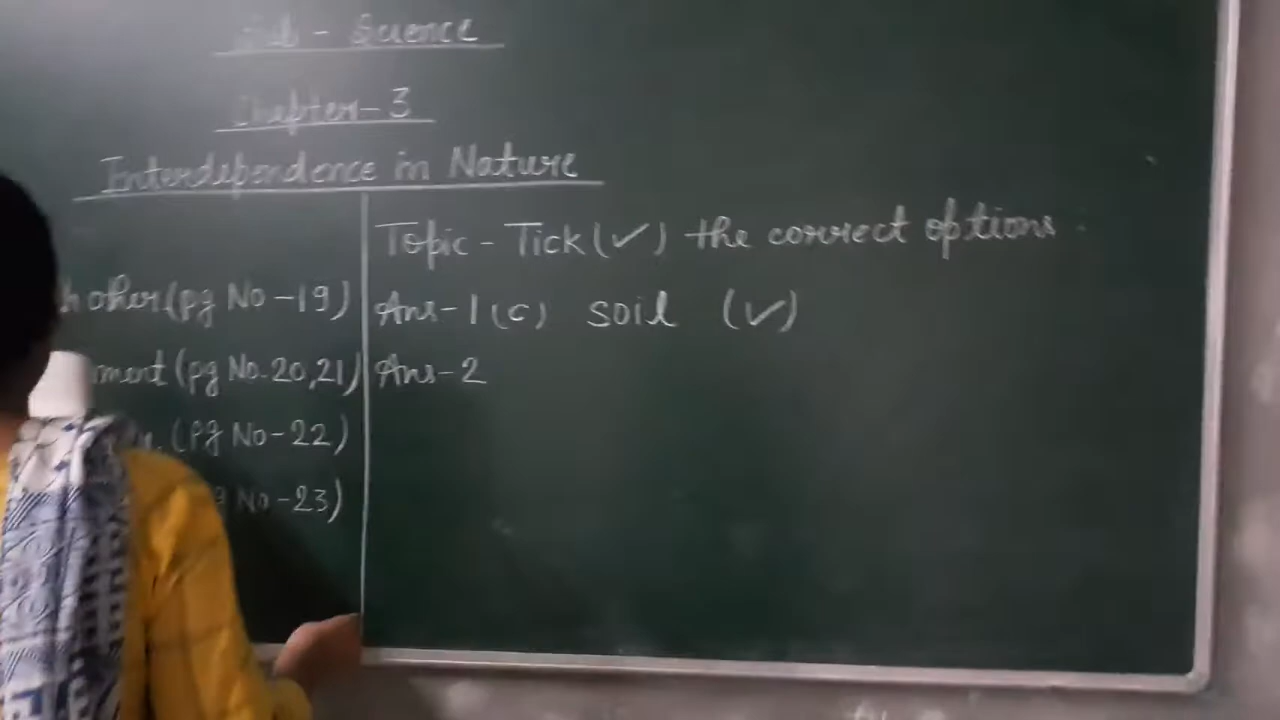 Sub - Science
Chapter - 3
Interdependence in Nature
other (pg No - 19)
(pg No. 20, 21)
(Pg No - 22)
No - 23)
Topic - Tick (✓) the correct options.
Ans - 1 (c) soil (✓)
Ans - 2